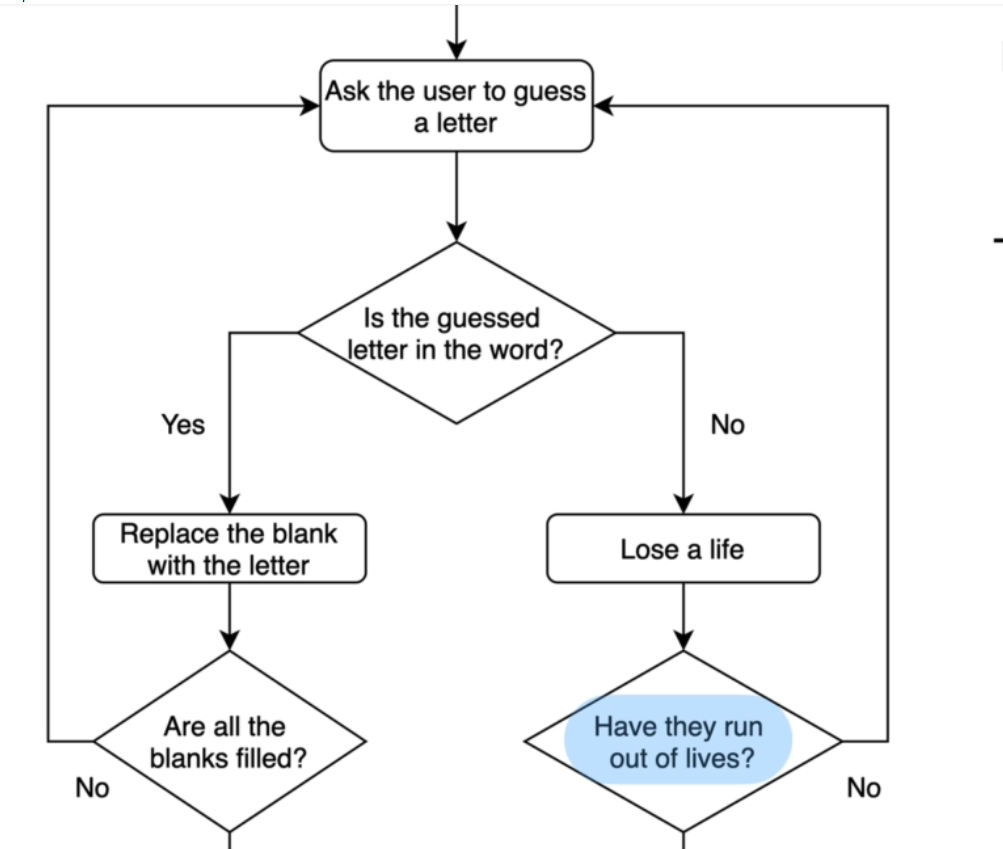 Ask the user to guess
a letter
Is the guessed
letter in the word?
Yes
No
Replace the blank
with the letter
Lose a life
Are all the
blanks filled?
Have they run
out of lives?
No
No